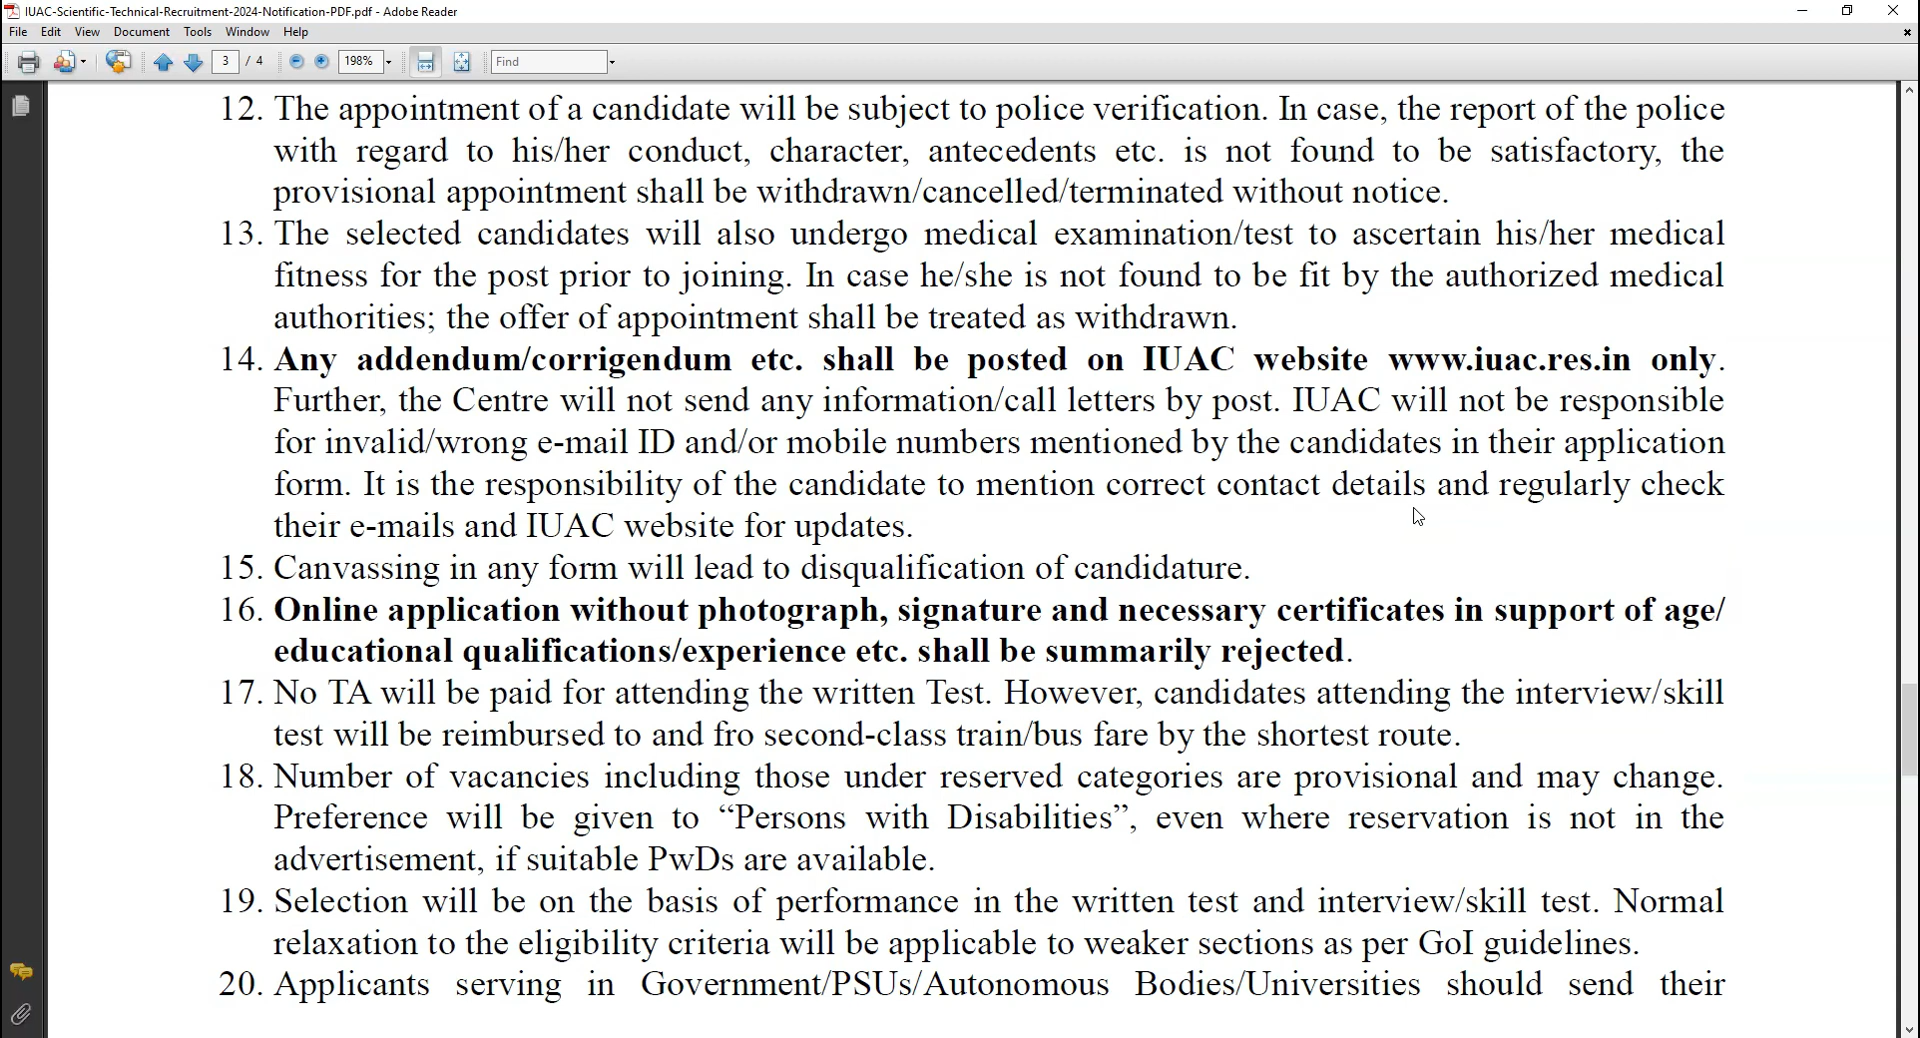 IUAC-Scientific-Technical-Recruitment-2024-Notification-PDF.pdf - Adobe Reader
File Edit View Document Tools Window Help
3 / 4 198% Find
12. The appointment of a candidate will be subject to police verification. In case, the report of the police
with regard to his/her conduct, character, antecedents etc. is not found to be satisfactory, the
provisional appointment shall be withdrawn/cancelled/terminated without notice.
13. The selected candidates will also undergo medical examination/test to ascertain his/her medical
fitness for the post prior to joining. In case he/she is not found to be fit by the authorized medical
authorities; the offer of appointment shall be treated as withdrawn.
14. Any addendum/corrigendum etc. shall be posted on IUAC website www.iuac.res.in only.
Further, the Centre will not send any information/call letters by post. IUAC will not be responsible
for invalid/wrong e-mail ID and/or mobile numbers mentioned by the candidates in their application
form. It is the responsibility of the candidate to mention correct contact details and regularly check
their e-mails and IUAC website for updates.
15. Canvassing in any form will lead to disqualification of candidature.
16. Online application without photograph, signature and necessary certificates in support of age/
educational qualifications/experience etc. shall be summarily rejected.
17. No TA will be paid for attending the written Test. However, candidates attending the interview/skill
test will be reimbursed to and fro second-class train/bus fare by the shortest route.
18. Number of vacancies including those under reserved categories are provisional and may change.
Preference will be given to “Persons with Disabilities”, even where reservation is not in the
advertisement, if suitable PwDs are available.
19. Selection will be on the basis of performance in the written test and interview/skill test. Normal
relaxation to the eligibility criteria will be applicable to weaker sections as per GoI guidelines.
20. Applicants serving in Government/PSUs/Autonomous Bodies/Universities should send their